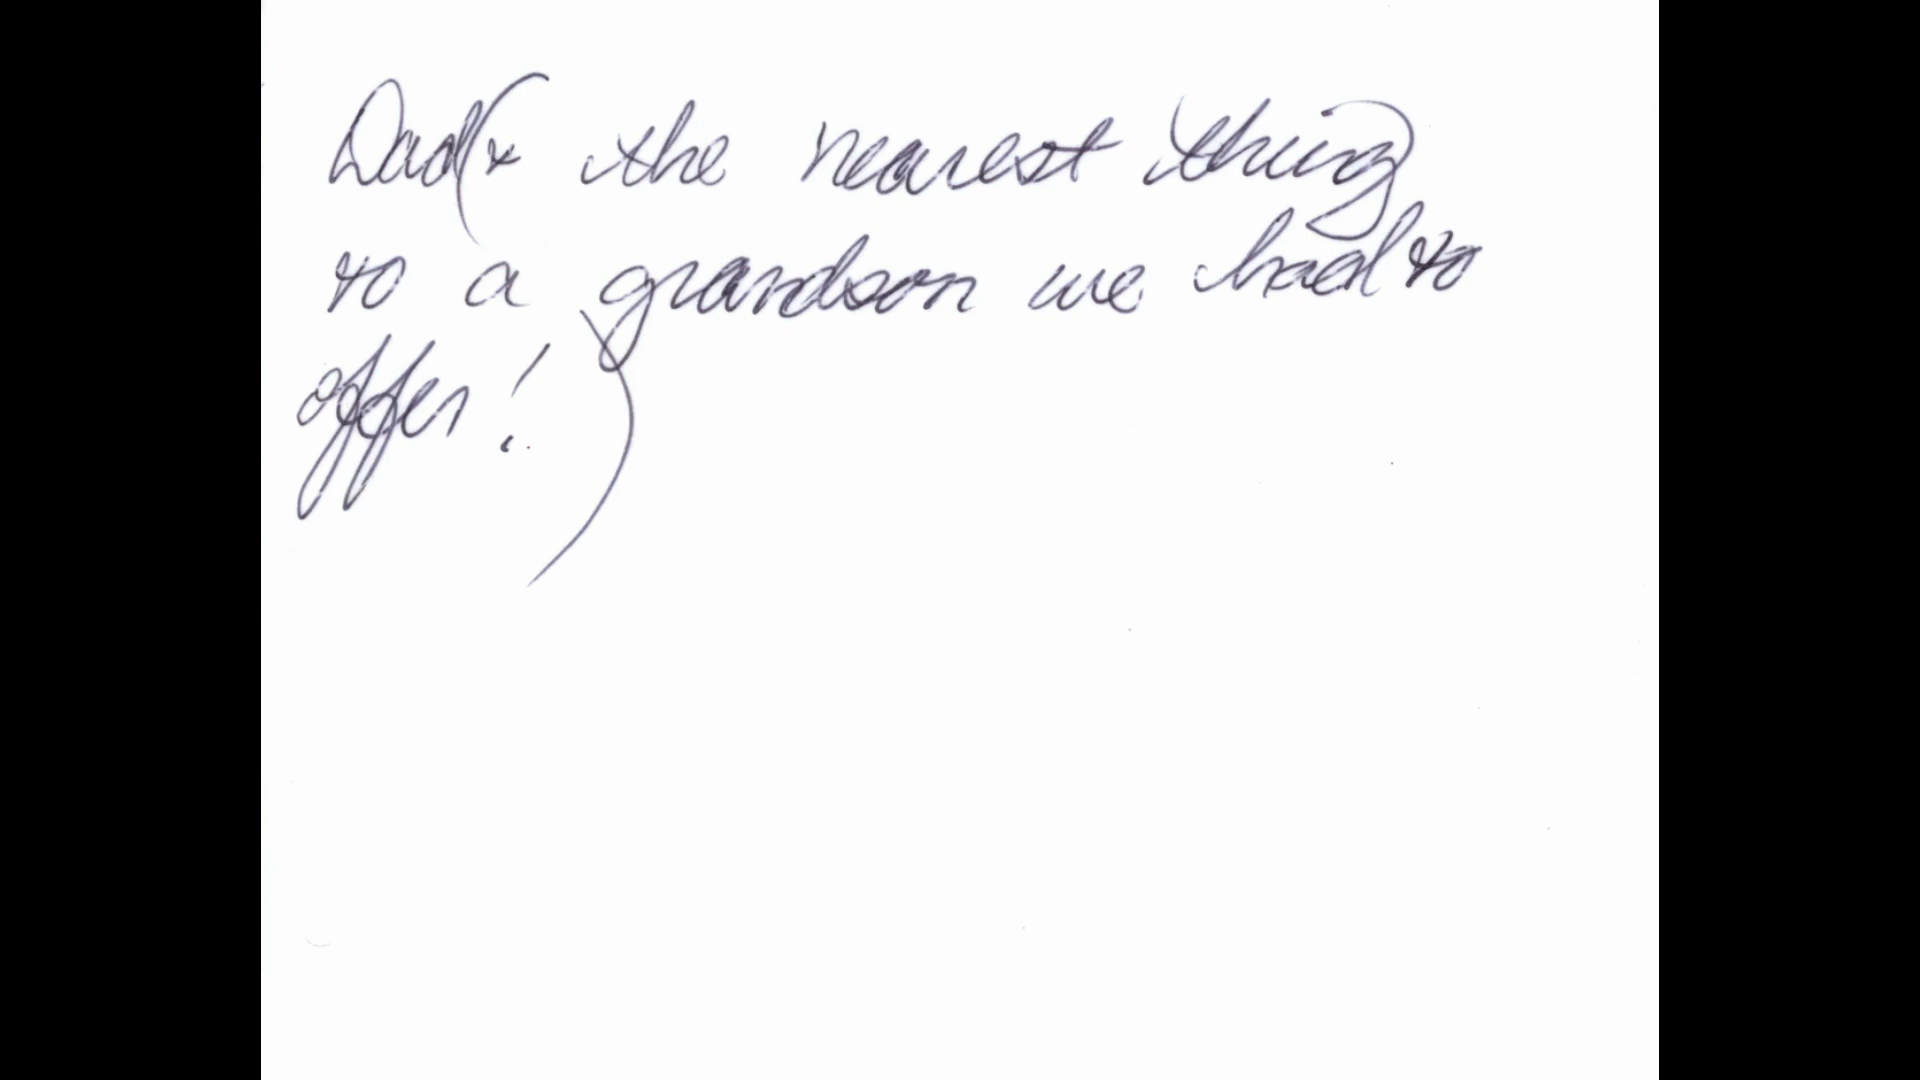 Dad (& the nearest thing
to a grandson we had to
offer!)